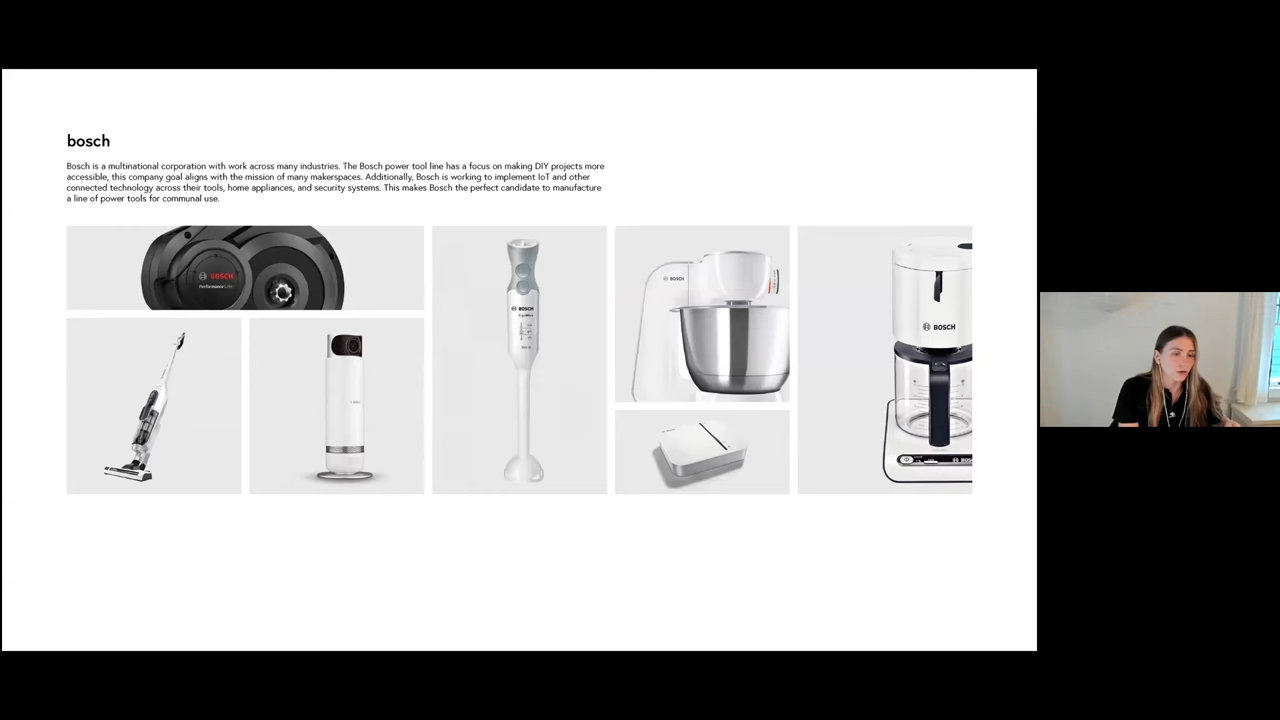 bosch
Bosch is a multinational corporation with work across many industries. The Bosch power tool line has a focus on making DIY projects more
accessible, this company goal aligns with the mission of many makerspaces. Additionally, Bosch is working to implement IoT and other
connected technology across their tools, home appliances, and security systems. This makes Bosch the perfect candidate to manufacture
a line of power tools for communal use.
BOSCH
BOSCH
BOSCH
BOSCH